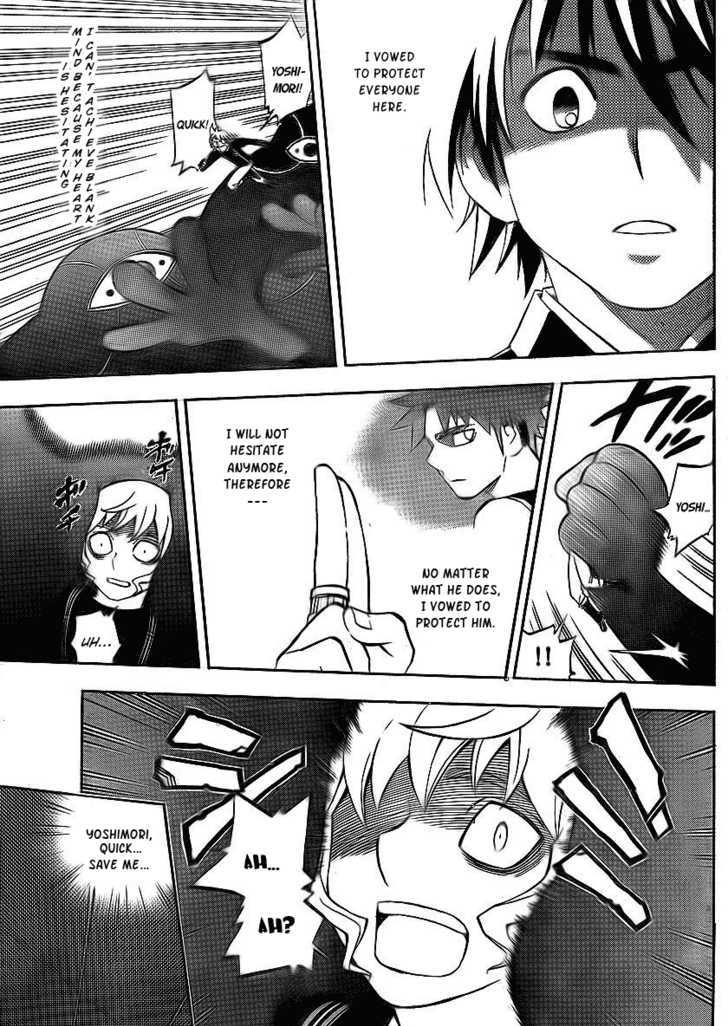 I VOWED
TO PROTECT
EVERYONE
HERE.
YOSHI-
MORI!
QUICK!
I CAN'T ACHIEVE BLANK
MIND BECAUSE MY HEART
IS HESITATING
YOSHI..
!!
NO MATTER
WHAT HE DOES,
I VOWED TO
PROTECT HIM.
I WILL NOT
HESITATE
ANYMORE,
THEREFORE
---
UH...
AH...
AH?
YOSHIMORI,
QUICK...
SAVE ME...